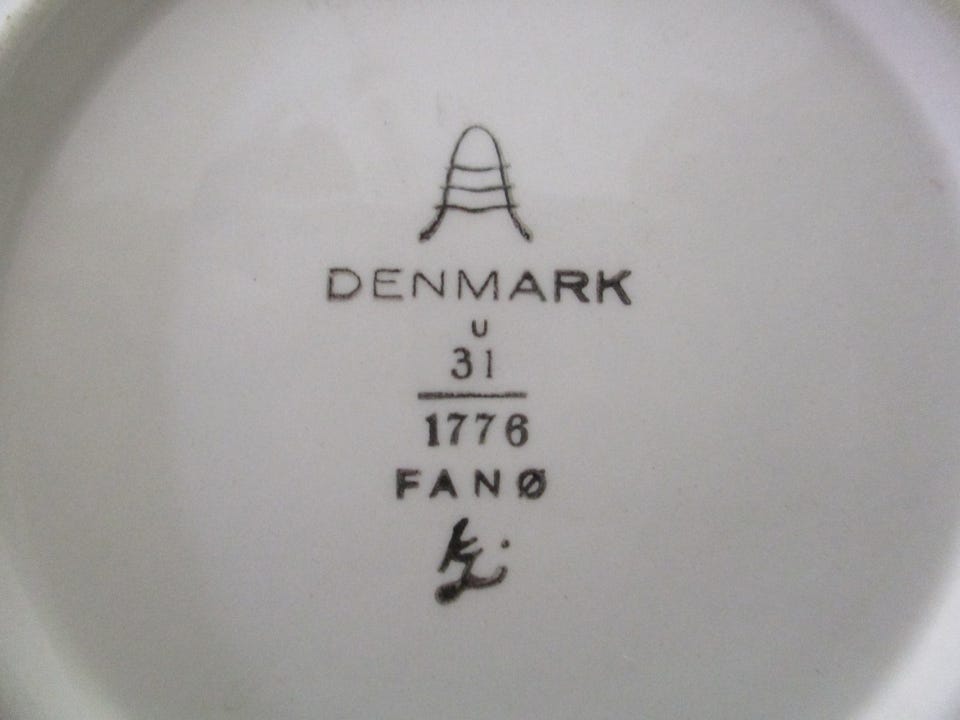 DENMARK
U
31
1776
FANØ